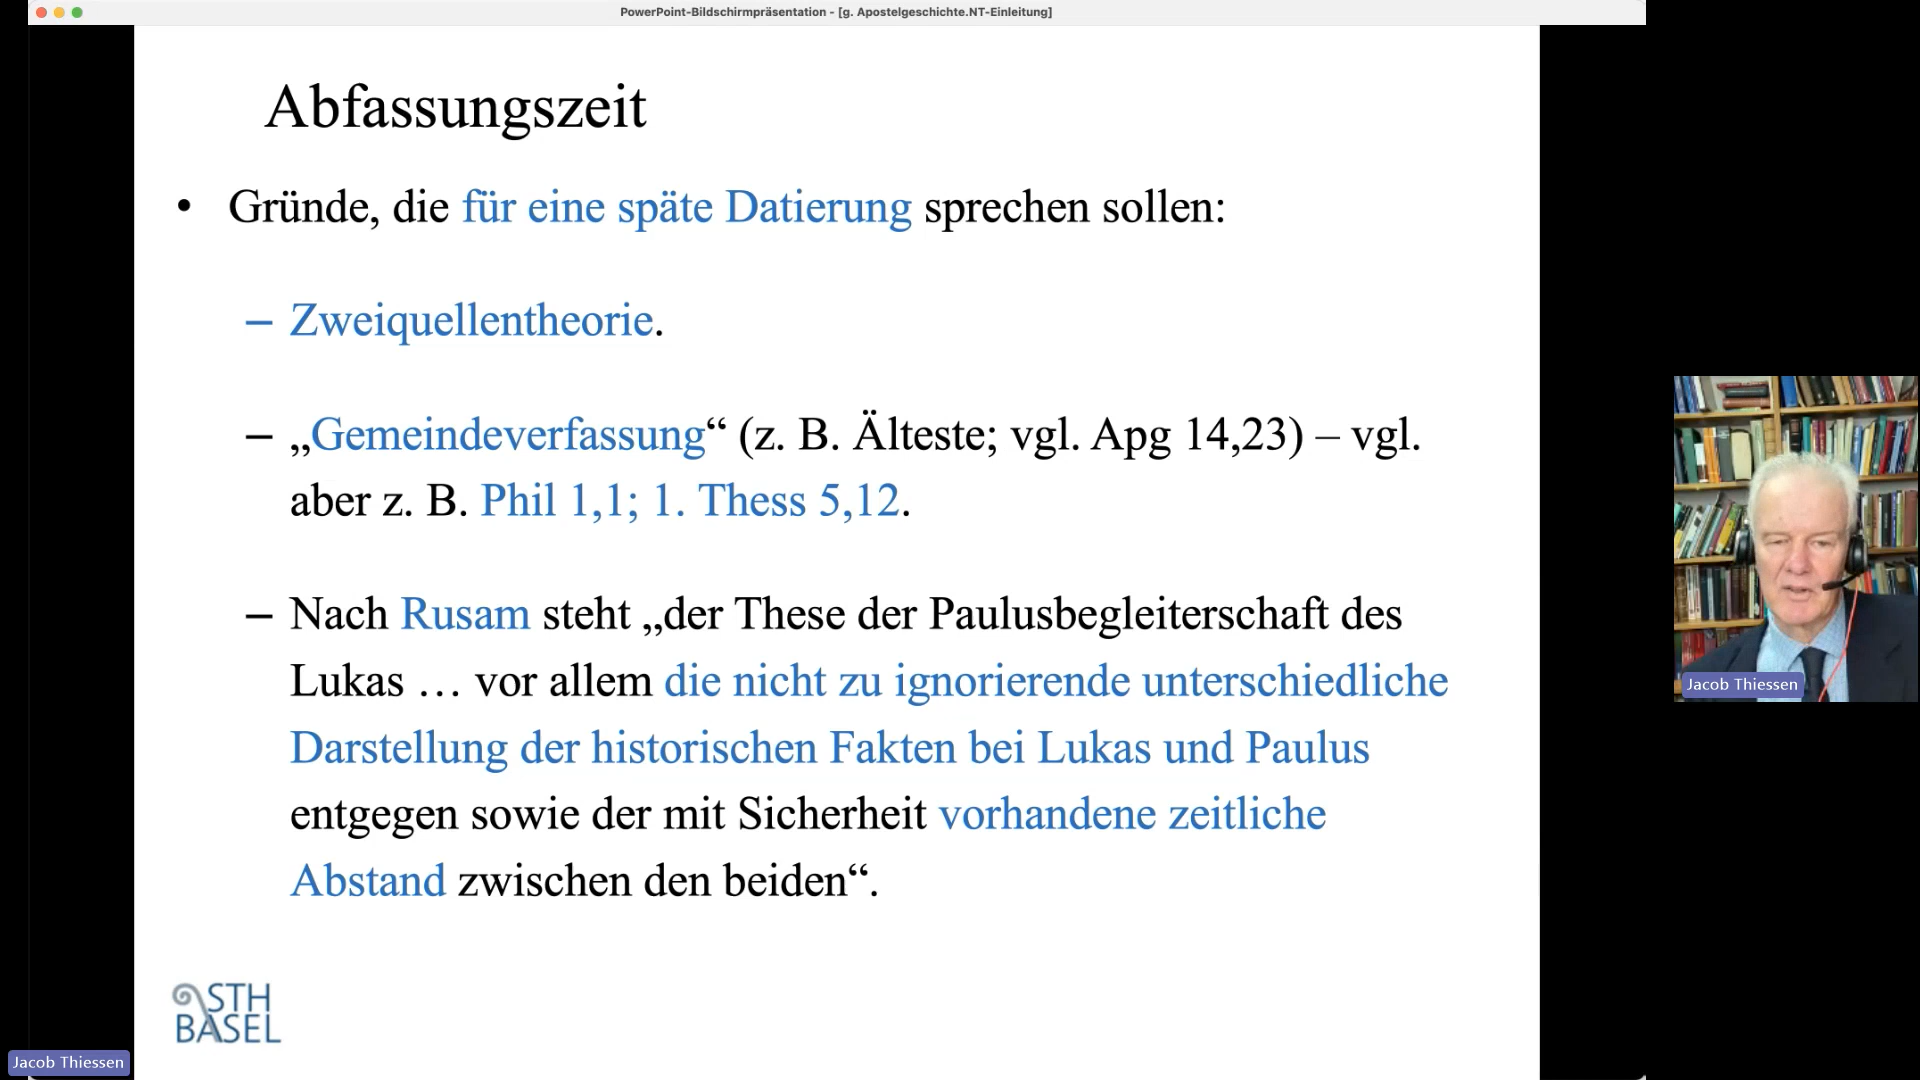 PowerPoint-Bildschirmpräsentation - [g. Apostelgeschichte.NT-Einleitung]
Abfassungszeit
• Gründe, die für eine späte Datierung sprechen sollen:
– Zweiquellentheorie.
– „Gemeindeverfassung“ (z. B. Älteste; vgl. Apg 14,23) – vgl.
aber z. B. Phil 1,1; 1. Thess 5,12.
– Nach Rusam steht „der These der Paulusbegleiterschaft des
Lukas … vor allem die nicht zu ignorierende unterschiedliche
Darstellung der historischen Fakten bei Lukas und Paulus
entgegen sowie der mit Sicherheit vorhandene zeitliche
Abstand zwischen den beiden“.
STH
BASEL
Jacob Thiessen
Jacob Thiessen